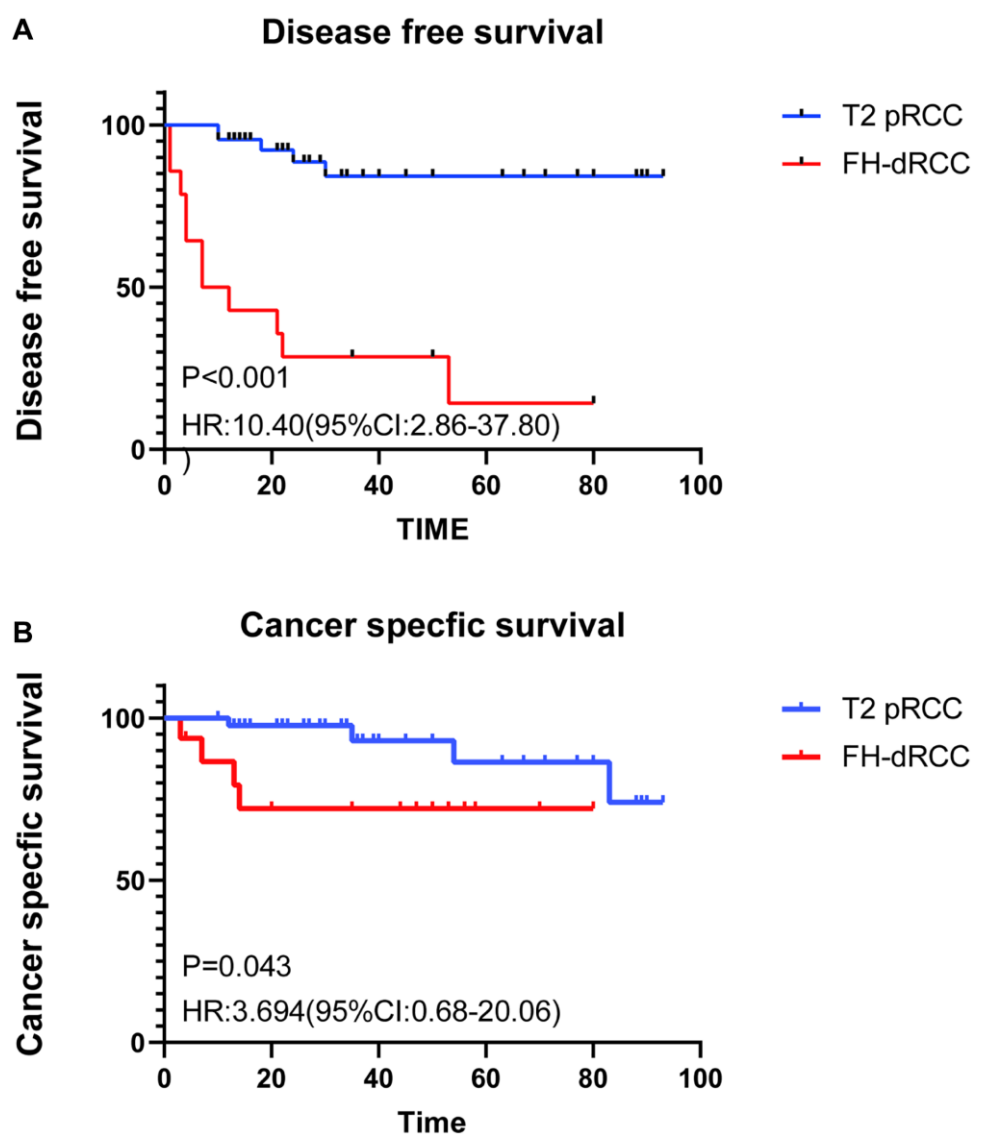 A
Disease free survival
Disease free survival
100
50
0
T2 pRCC
FH-dRCC
P<0.001
HR:10.40(95%CI:2.86-37.80)
)
0 20 40 60 80 100
TIME
B
Cancer specfic survival
Cancer specfic survival
100
50
0
T2 pRCC
FH-dRCC
P=0.043
HR:3.694(95%CI:0.68-20.06)
0 20 40 60 80 100
Time